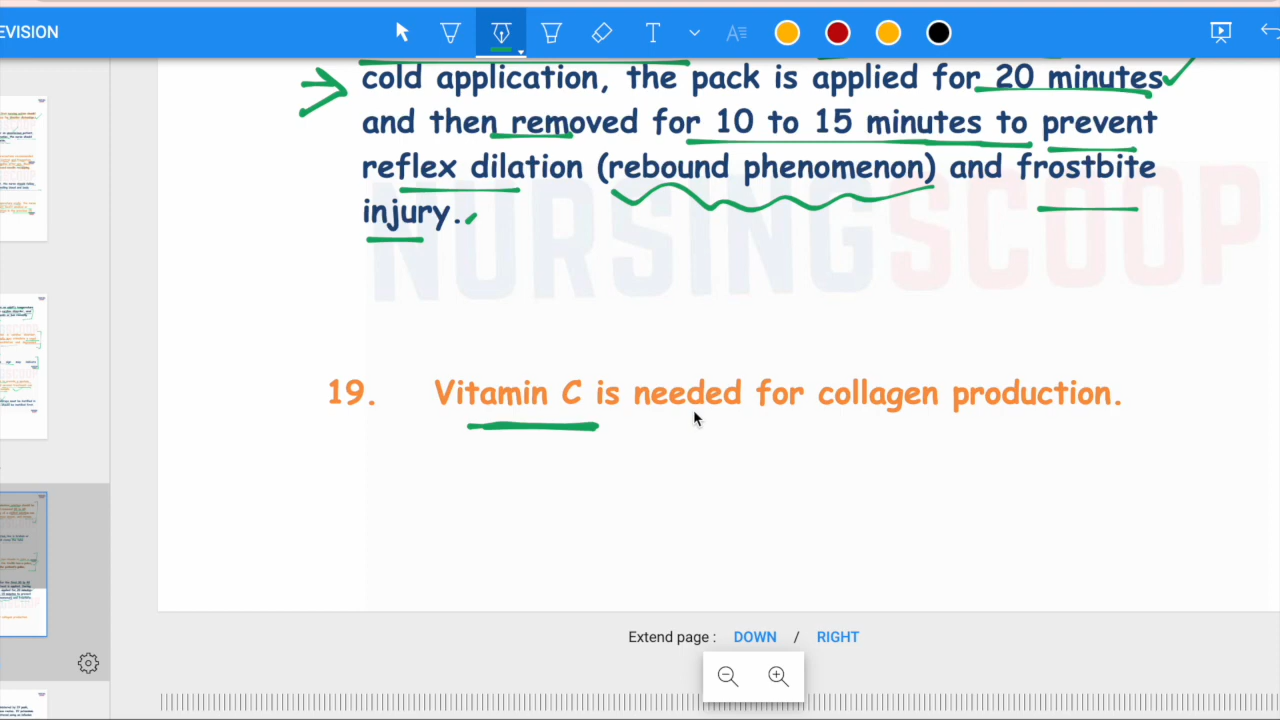 EVISION
T
A
cold application, the pack is applied for 20 minutes
and then removed for 10 to 15 minutes to prevent
reflex dilation (rebound phenomenon) and frostbite
injury.
NURSINGSCOOP
19. Vitamin C is needed for collagen production.
Extend page : DOWN / RIGHT